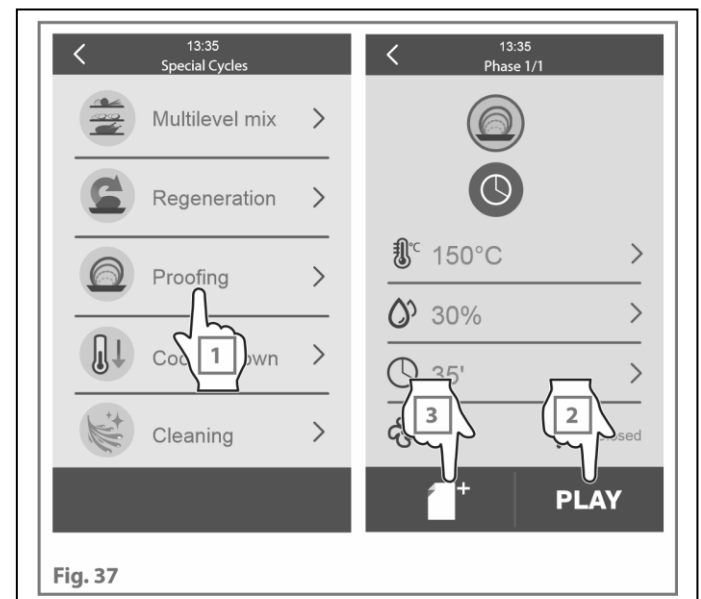 13:35
Special Cycles
Multilevel mix
Regeneration
Proofing
1
Cleaning
13:35
Phase 1/1
°C 150°C
30%
35'
3
2
+
PLAY
Fig. 37